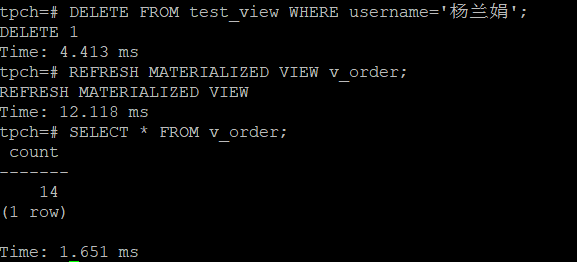 tpch=# DELETE FROM test_view WHERE username='杨兰娟';
DELETE 1
Time: 4.413 ms
tpch=# REFRESH MATERIALIZED VIEW v_order;
REFRESH MATERIALIZED VIEW
Time: 12.118 ms
tpch=# SELECT * FROM v_order;
count
-------
14
(1 row)
Time: 1.651 ms